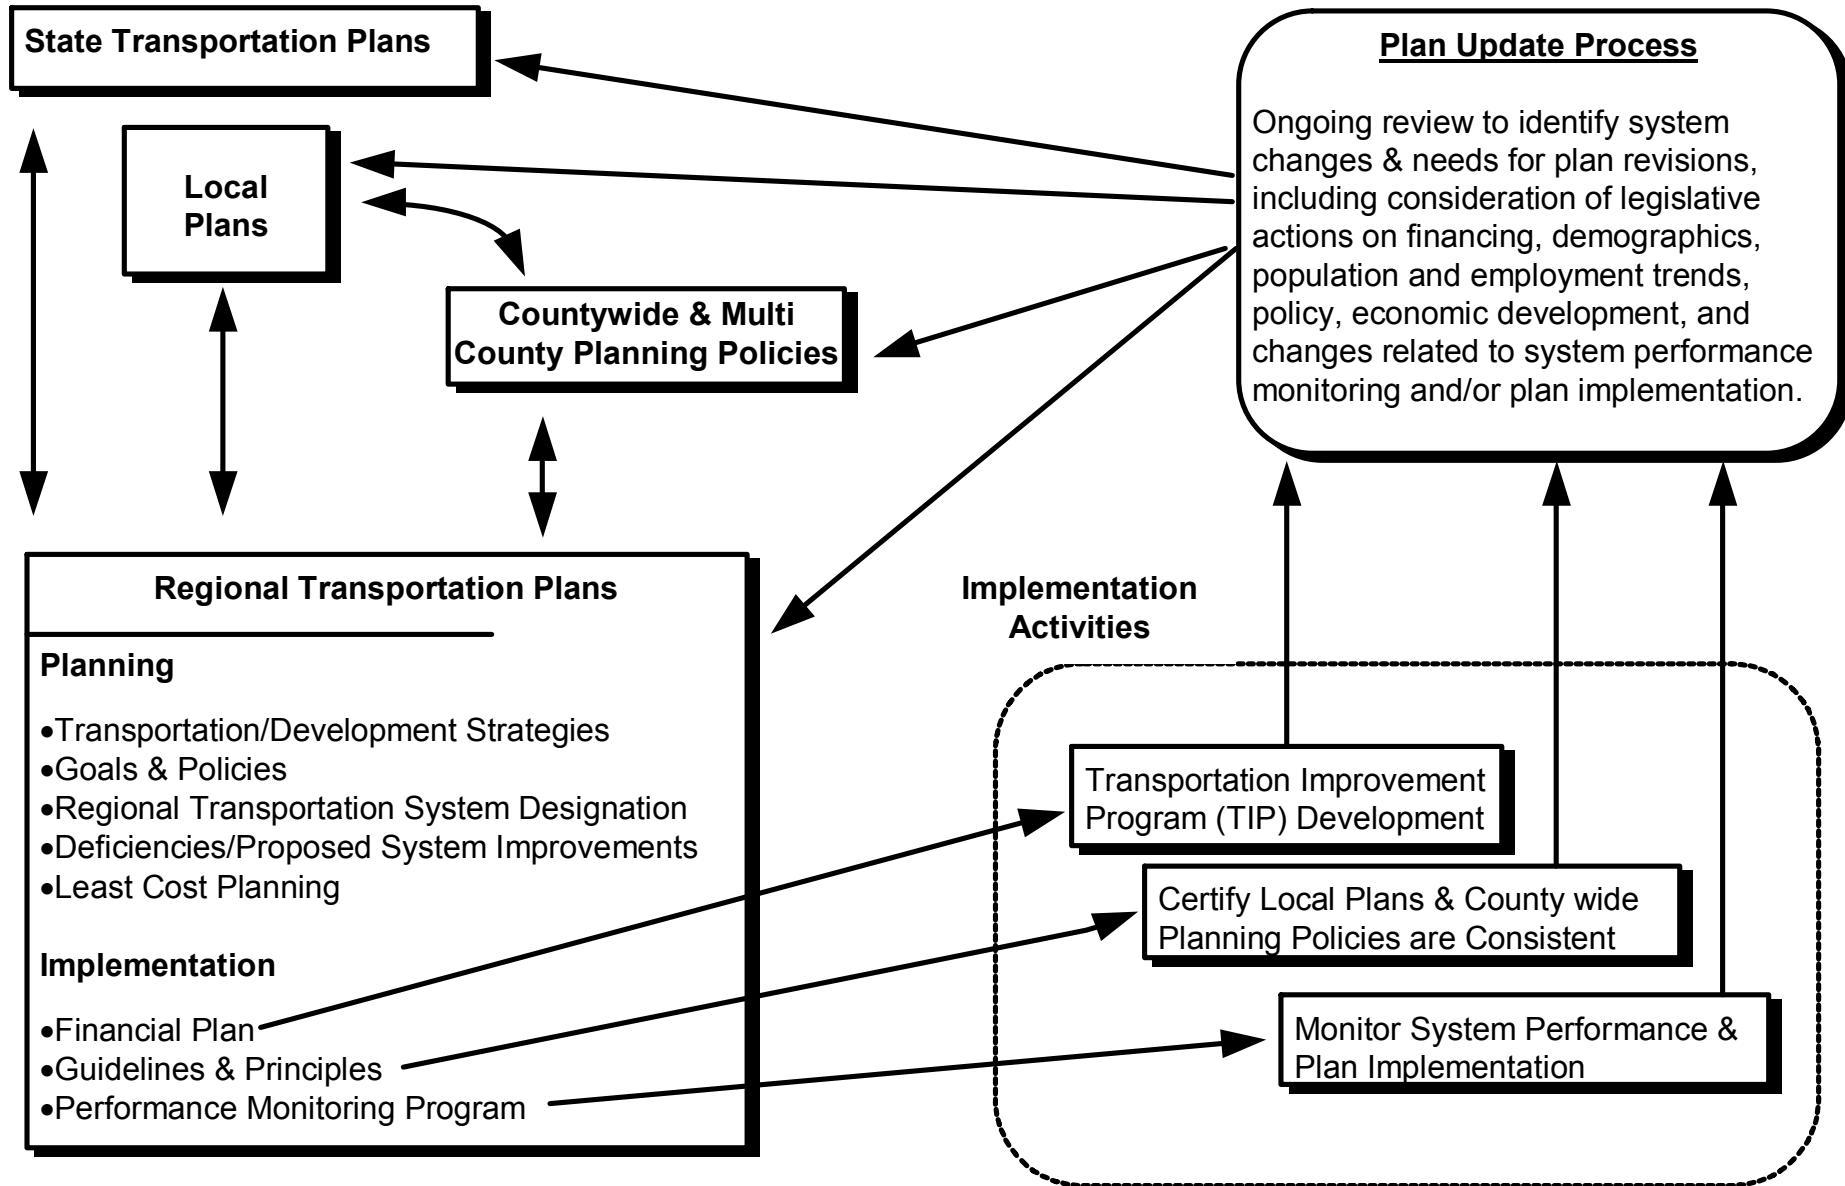 State Transportation Plans
Local
Plans
Countywide & Multi
County Planning Policies
Plan Update Process
Ongoing review to identify system
changes & needs for plan revisions,
including consideration of legislative
actions on financing, demographics,
population and employment trends,
policy, economic development, and
changes related to system performance
monitoring and/or plan implementation.
Regional Transportation Plans
Planning
•Transportation/Development Strategies
•Goals & Policies
•Regional Transportation System Designation
•Deficiencies/Proposed System Improvements
•Least Cost Planning
Implementation
•Financial Plan
•Guidelines & Principles
•Performance Monitoring Program
Implementation
Activities
Transportation Improvement
Program (TIP) Development
Certify Local Plans & County wide
Planning Policies are Consistent
Monitor System Performance &
Plan Implementation